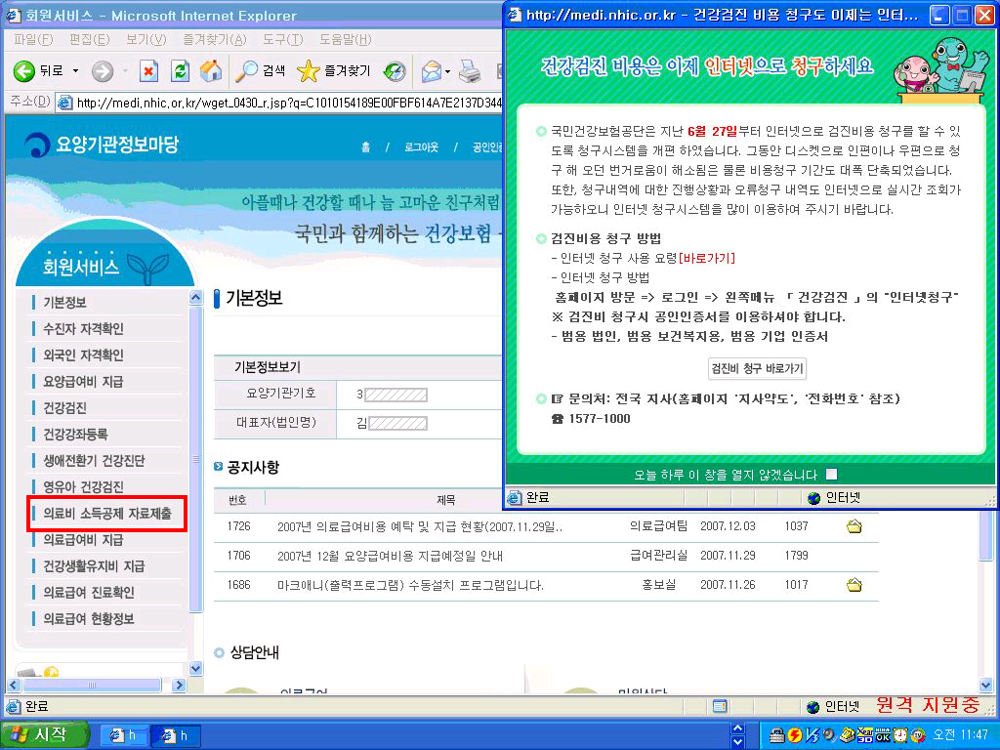 회원서비스 - Microsoft Internet Explorer
파일(F) 편집(E) 보기(V) 즐겨찾기(A) 도구(T) 도움말(H)
뒤로 검색 즐겨찾기
주소(D) http://medi.nhic.or.kr/wget_0430_r.jsp?q=C1010154189E00FBF614A7E2137D344
요양기관정보마당
홈 / 로그아웃 / 공인인증
아플때나 건강할 때나 늘 고마운 친구처럼
국민과 함께하는 건강보험
회원서비스
기본정보
수진자 자격확인
외국인 자격확인
요양급여비 지급
건강검진
건강강좌등록
생애전환기 건강진단
영유아 건강검진
의료비 소득공제 자료제출
의료급여비 지급
건강생활유지비 지급
의료급여 진료확인
의료급여 현황정보
기본정보
기본정보보기
요양기관기호 3
대표자(법인명) 김
공지사항
번호 제목
1726 2007년 의료급여비용 예탁 및 지급 현황(2007.11.29일.. 의료급여팀 2007.12.03 1037
1706 2007년 12월 요양급여비용 지급예정일 안내 급여관리실 2007.11.29 1799
1686 마크애니(출력프로그램) 수동설치 프로그램입니다. 홍보실 2007.11.26 1017
상담안내
http://medi.nhic.or.kr - 건강검진 비용 청구도 이제는 인터...
건강검진 비용은 이제 인터넷으로 청구하세요
국민건강보험공단은 지난 6월 27일부터 인터넷으로 검진비용 청구를 할 수 있
도록 청구시스템을 개편 하였습니다. 그동안 디스켓으로 인편이나 우편으로 청
구 해 오던 번거로움이 해소됨은 물론 비용청구 기간도 대폭 단축되었습니다.
또한, 청구내역에 대한 진행상황과 오류청구 내역도 인터넷으로 실시간 조회가
가능하오니 인터넷 청구시스템을 많이 이용하여 주시기 바랍니다.
검진비용 청구 방법
- 인터넷 청구 사용 요령[바로가기]
- 인터넷 청구 방법
홈페이지 방문 => 로그인 => 왼쪽메뉴 「 건강검진 」의 "인터넷청구"
※ 검진비 청구시 공인인증서를 이용하셔야 합니다.
- 범용 법인, 범용 보건복지용, 범용 기업 인증서
검진비 청구 바로가기
☞ 문의처: 전국 지사(홈페이지 '지사약도', '전화번호' 참조)
☎ 1577-1000
오늘 하루 이 창을 열지 않겠습니다
완료 인터넷
완료 인터넷 원격 지원중
시작 h h 오전 11:47